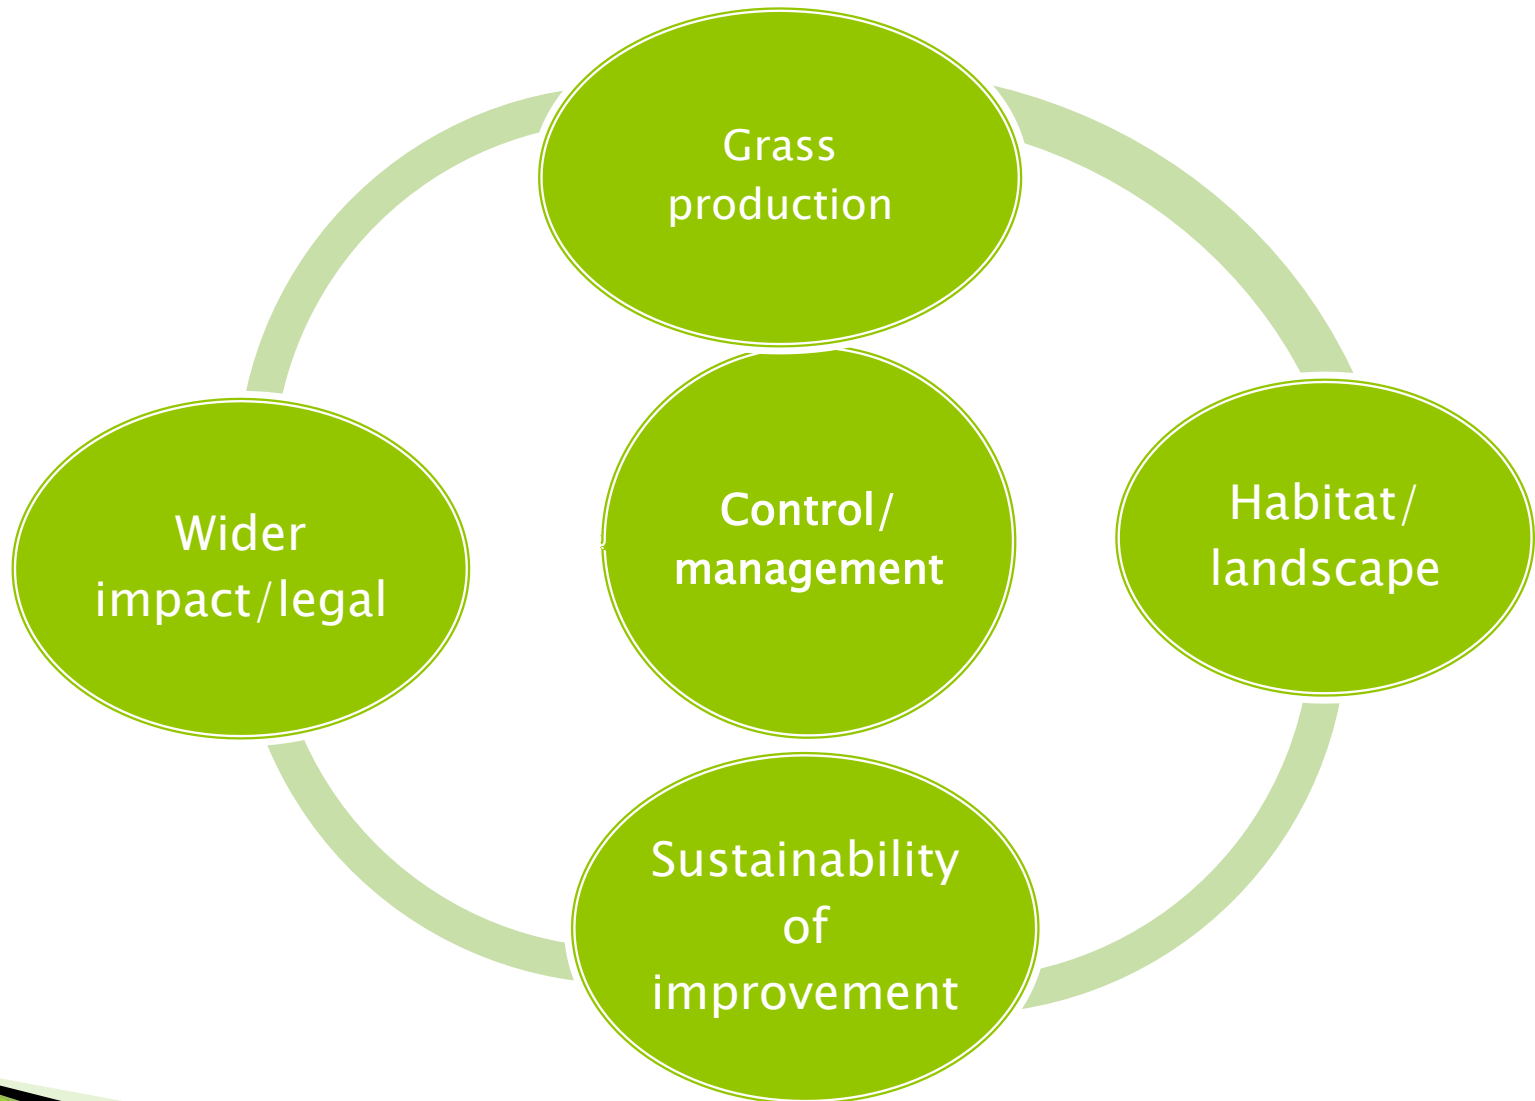 Grass
production
Control/
management
Habitat/
landscape
Wider
impact/legal
Sustainability
of
improvement